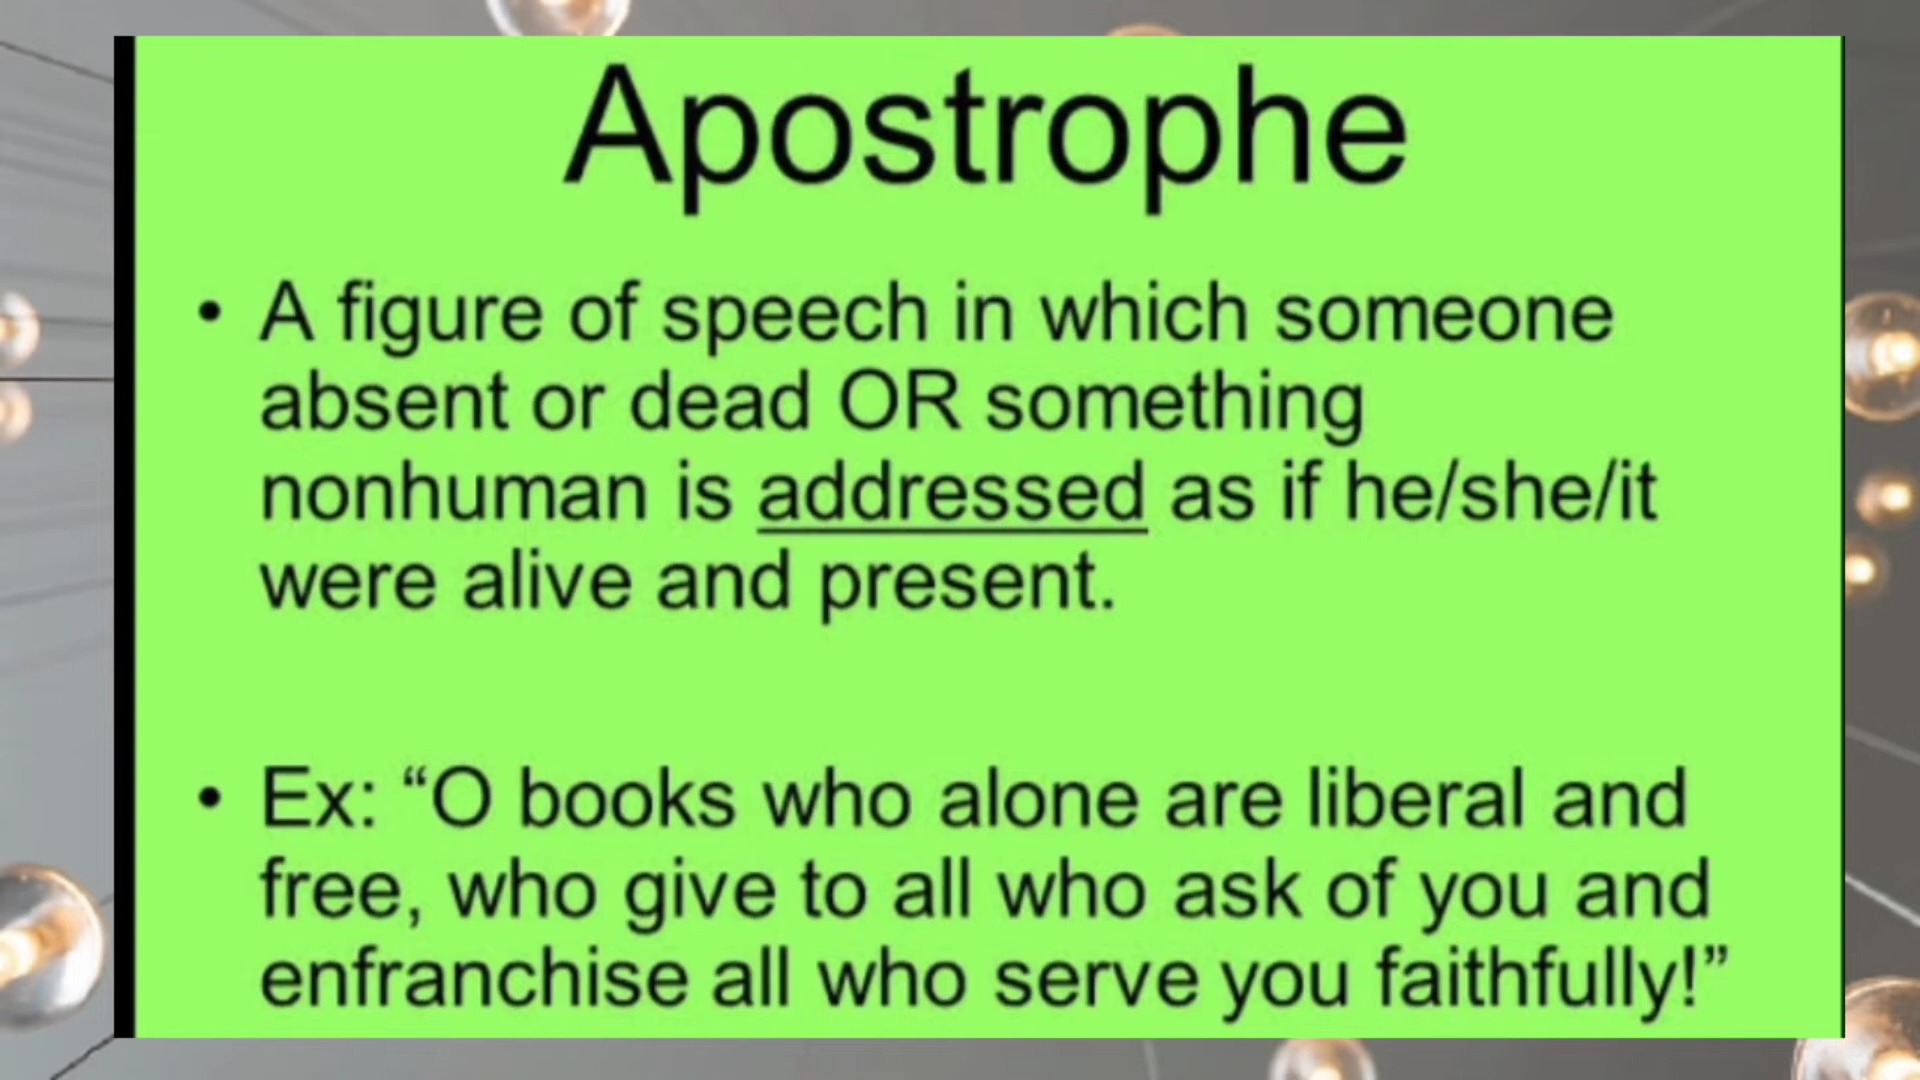 Apostrophe
• A figure of speech in which someone
absent or dead OR something
nonhuman is addressed as if he/she/it
were alive and present.
• Ex: “O books who alone are liberal and
free, who give to all who ask of you and
enfranchise all who serve you faithfully!”